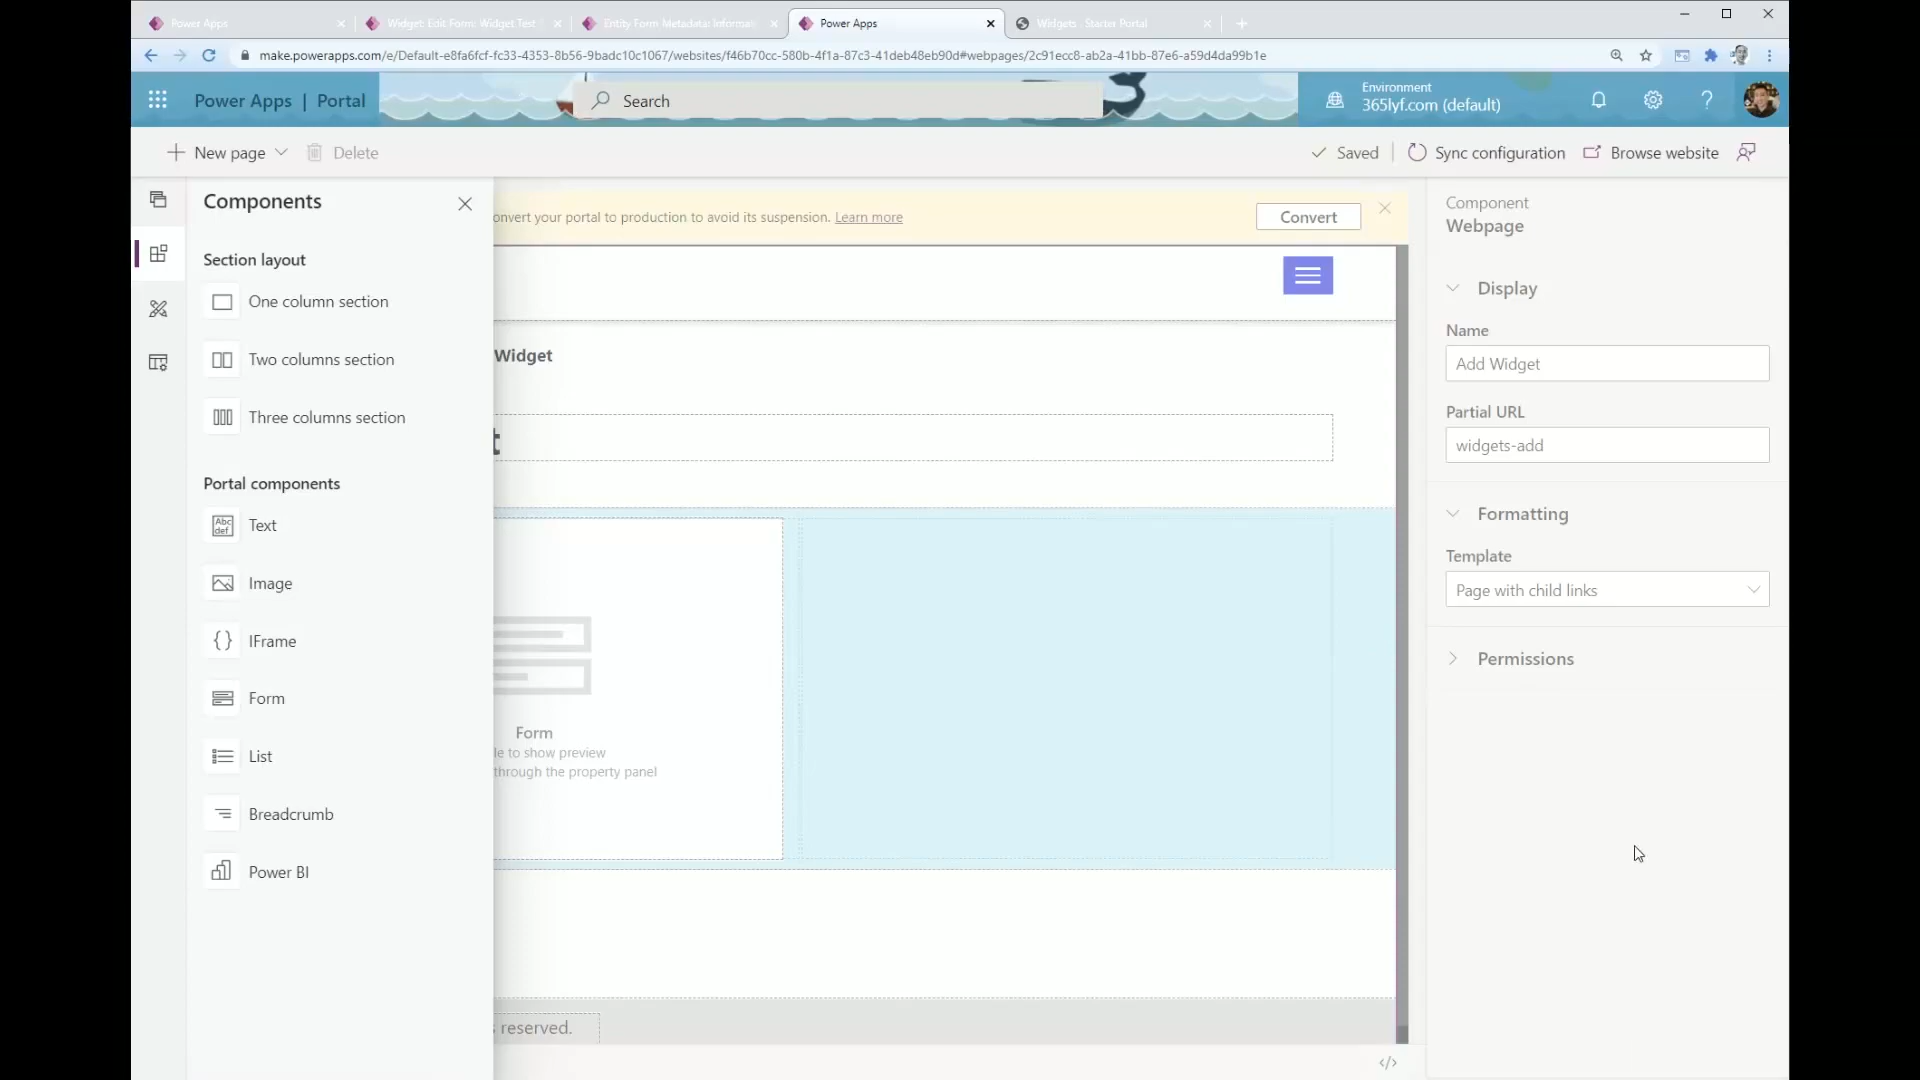 Power Apps
Widget: Edit Form: Widget Test
Entity Form Metadata: Informa
Power Apps
Widgets · Starter Portal
make.powerapps.com/e/Default-e8fa6fcf-fc33-4353-8b56-9badc10c1067/websites/f46b70cc-580b-4f1a-87c3-41deb48eb90d#webpages/2c91ecc8-ab2a-41bb-87e6-a59d4da99b1e
Power Apps | Portal
Search
Environment
365lyf.com (default)
New page
Delete
Saved
Sync configuration
Browse website
Components
Section layout
One column section
Two columns section
Three columns section
Portal components
Text
Image
IFrame
Form
List
Breadcrumb
Power BI
onvert your portal to production to avoid its suspension. Learn more
Convert
Widget
t
Form
le to show preview
through the property panel
s reserved.
</>
Component
Webpage
Display
Name
Add Widget
Partial URL
widgets-add
Formatting
Template
Page with child links
Permissions